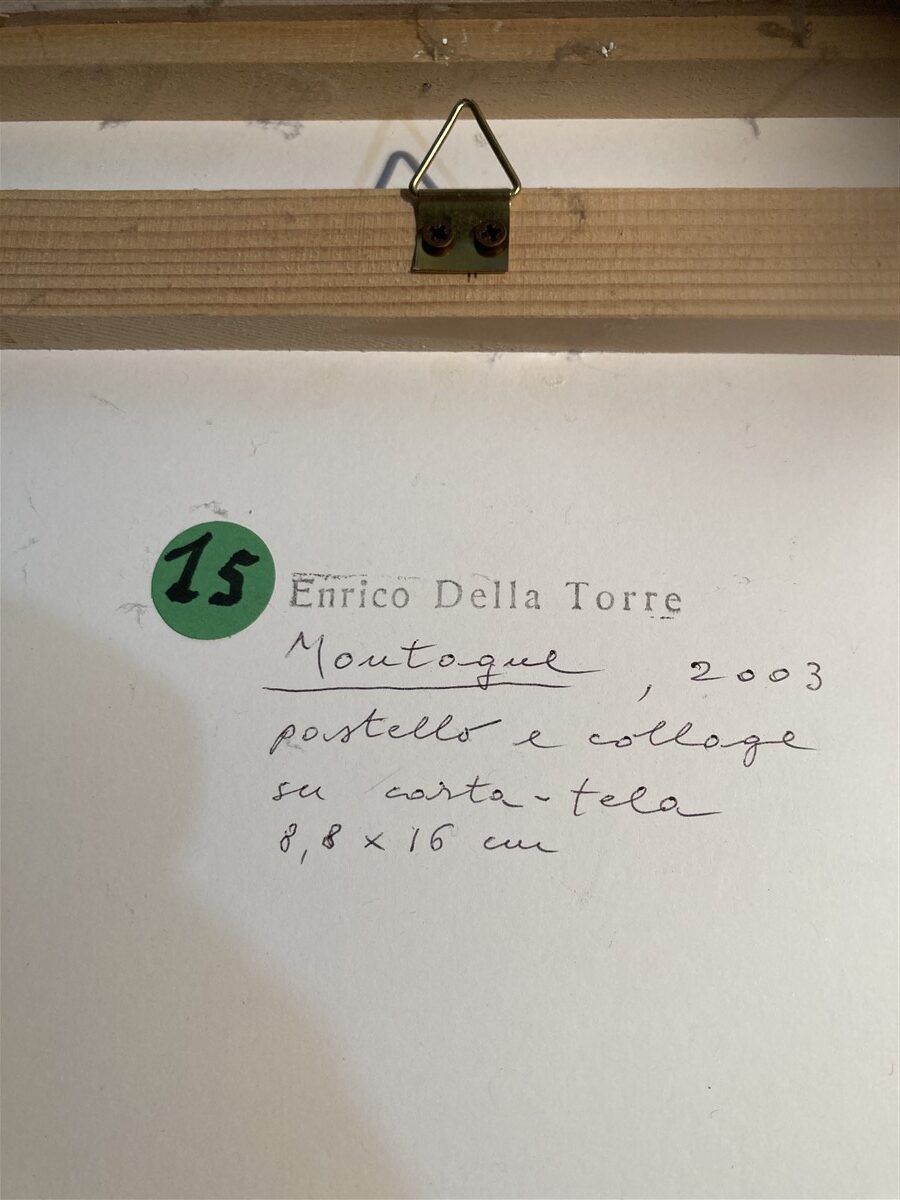 15
Enrico Della Torre
Montagne, 2003
pastello e collage
su carta-tela
8,8 x 16 cm